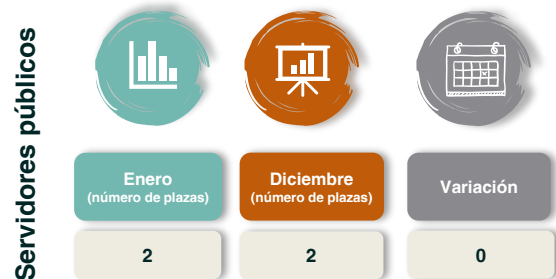 Servidores públicos
Enero
(número de plazas)
Diciembre
(número de plazas)
Variación
2
2
0